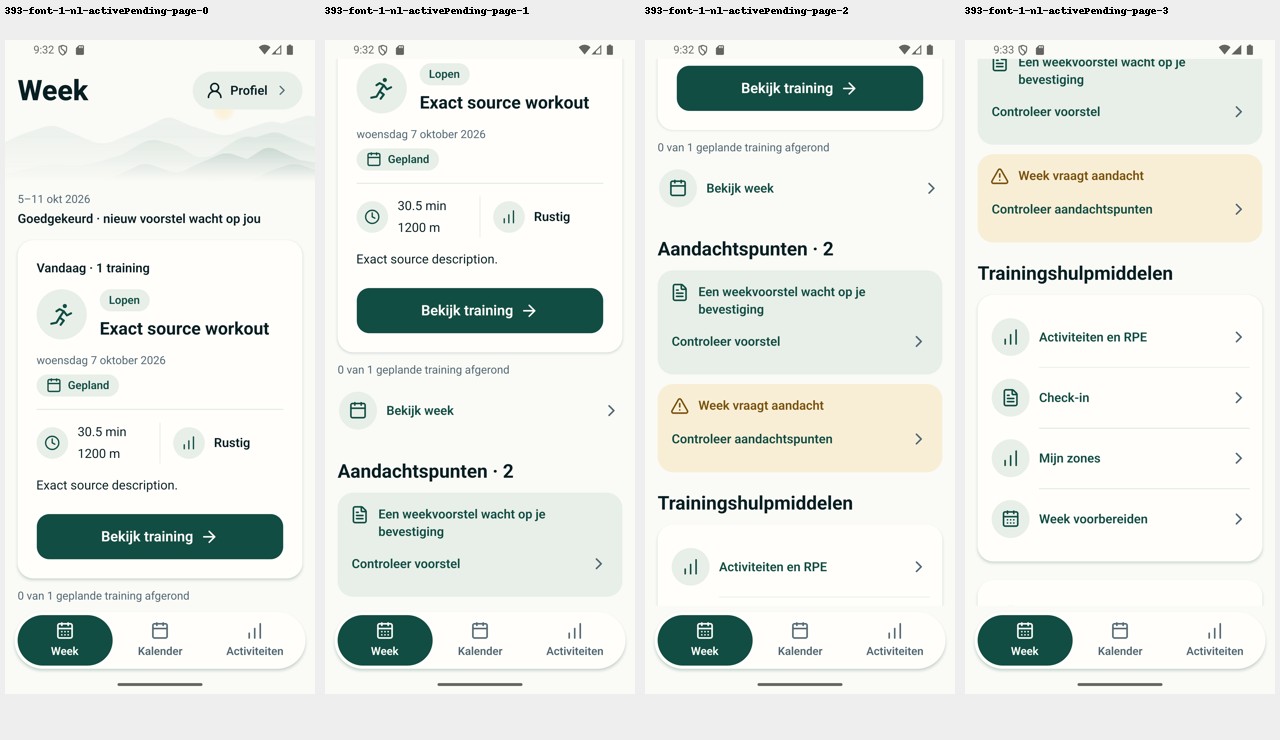 393-font-1-nl-activePending-page-0
9:32
Week
Profiel
5–11 okt 2026
Goedgekeurd · nieuw voorstel wacht op jou
Vandaag · 1 training
Lopen
Exact source workout
woensdag 7 oktober 2026
Gepland
30.5 min
1200 m
Rustig
Exact source description.
Bekijk training
0 van 1 geplande training afgerond
Week
Kalender
Activiteiten
393-font-1-nl-activePending-page-1
9:32
Lopen
Exact source workout
woensdag 7 oktober 2026
Gepland
30.5 min
1200 m
Rustig
Exact source description.
Bekijk training
0 van 1 geplande training afgerond
Bekijk week
Aandachtspunten · 2
Een weekvoorstel wacht op je
bevestiging
Controleer voorstel
Week
Kalender
Activiteiten
393-font-1-nl-activePending-page-2
9:32
Bekijk training
0 van 1 geplande training afgerond
Bekijk week
Aandachtspunten · 2
Een weekvoorstel wacht op je
bevestiging
Controleer voorstel
Week vraagt aandacht
Controleer aandachtspunten
Trainingshulpmiddelen
Activiteiten en RPE
Week
Kalender
Activiteiten
393-font-1-nl-activePending-page-3
9:33
Een weekvoorstel wacht op je
bevestiging
Controleer voorstel
Week vraagt aandacht
Controleer aandachtspunten
Trainingshulpmiddelen
Activiteiten en RPE
Check-in
Mijn zones
Week voorbereiden
Week
Kalender
Activiteiten